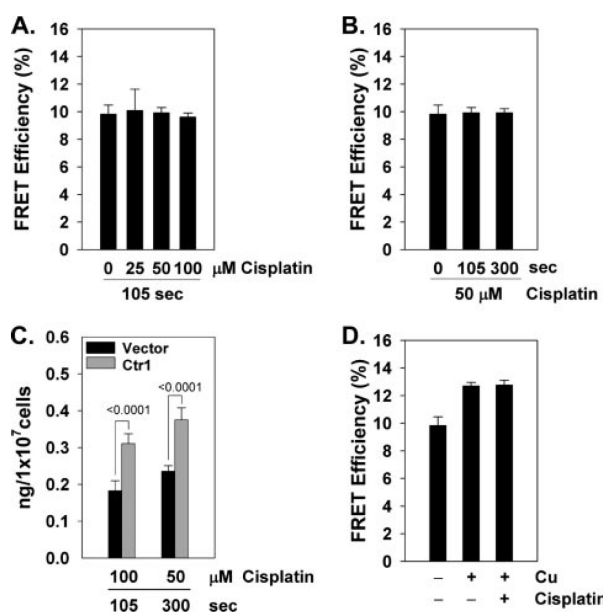 A.
FRET Efficiency (%)
16
14
12
10
8
6
4
2
0
0 25 50 100 μM Cisplatin
105 sec
B.
FRET Efficiency (%)
16
14
12
10
8
6
4
2
0
0 105 300 sec
50 μM Cisplatin
C.
ng/1x10⁷cells
0.6
0.5
0.4
0.3
0.2
0.1
0.0
Vector
Ctr1
<0.0001
<0.0001
100 50 μM Cisplatin
105 300 sec
D.
FRET Efficiency (%)
16
14
12
10
8
6
4
2
0
– + + Cu
+ Cisplatin